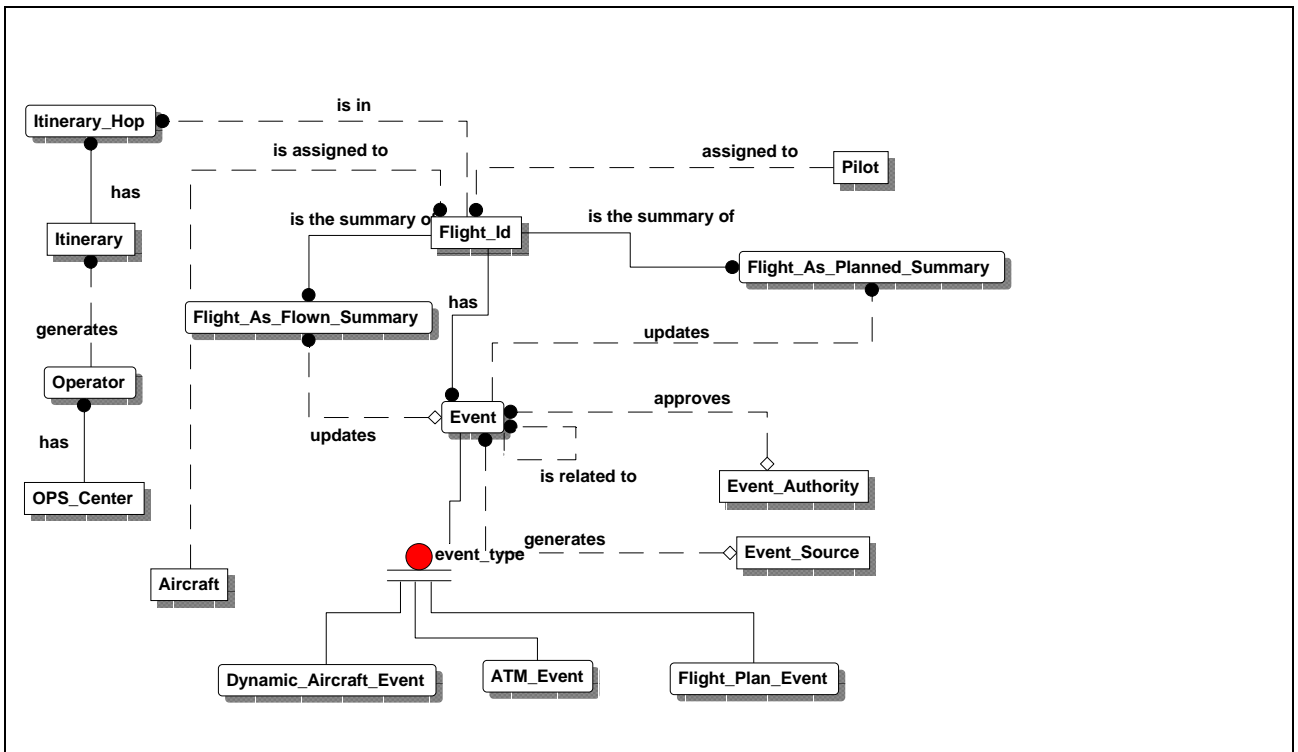 is in
Itinerary_Hop
is assigned to
assigned to
Pilot
has
is the summary o
is the summary of
Itinerary
Flight_Id
Flight_As_Planned_Summary
has
Flight_As_Flown_Summary
generates
updates
Operator
approves
Event
updates
has
is related to
Event_Authority
OPS_Center
generates
event_type
Event_Source
Aircraft
Dynamic_Aircraft_Event
ATM_Event
Flight_Plan_Event